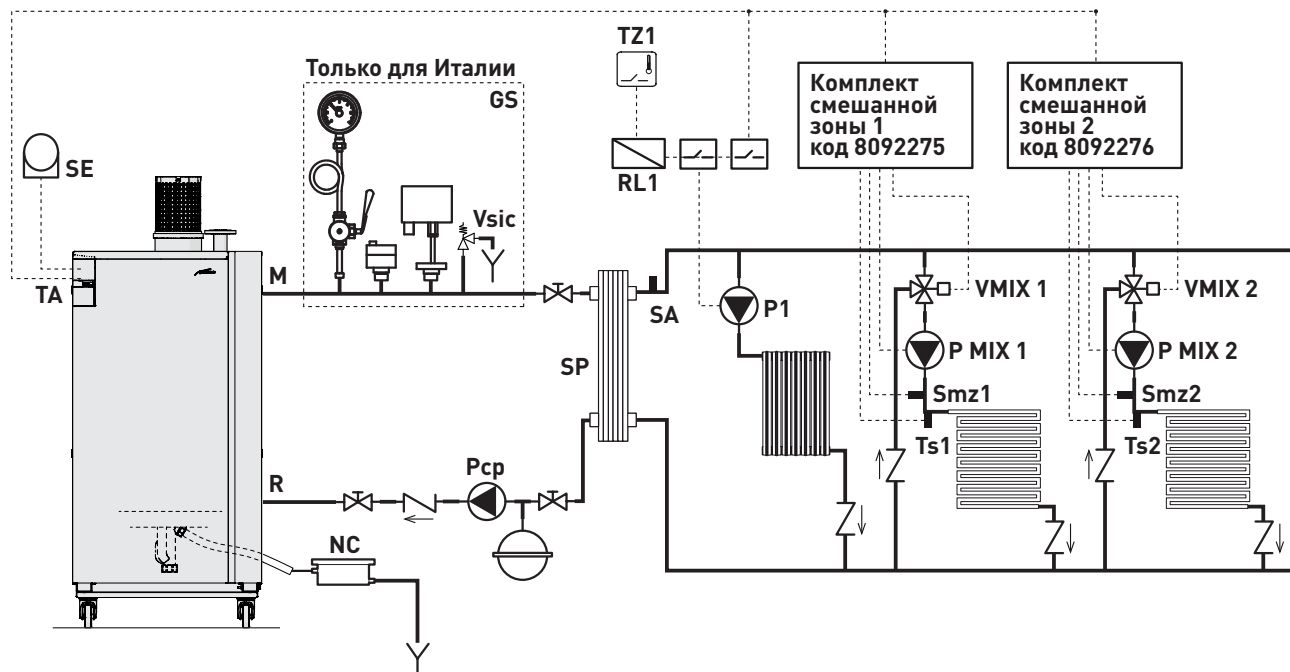 TZ1
Только для Италии
GS
Комплект
смешанной
зоны 1
код 8092275
Комплект
смешанной
зоны 2
код 8092276
SE
RL1
Vsic
M
TA
SA
P1
VMIX 1
VMIX 2
SP
P MIX 1
P MIX 2
Smz1
Smz2
Ts1
Ts2
Pcp
R
NC